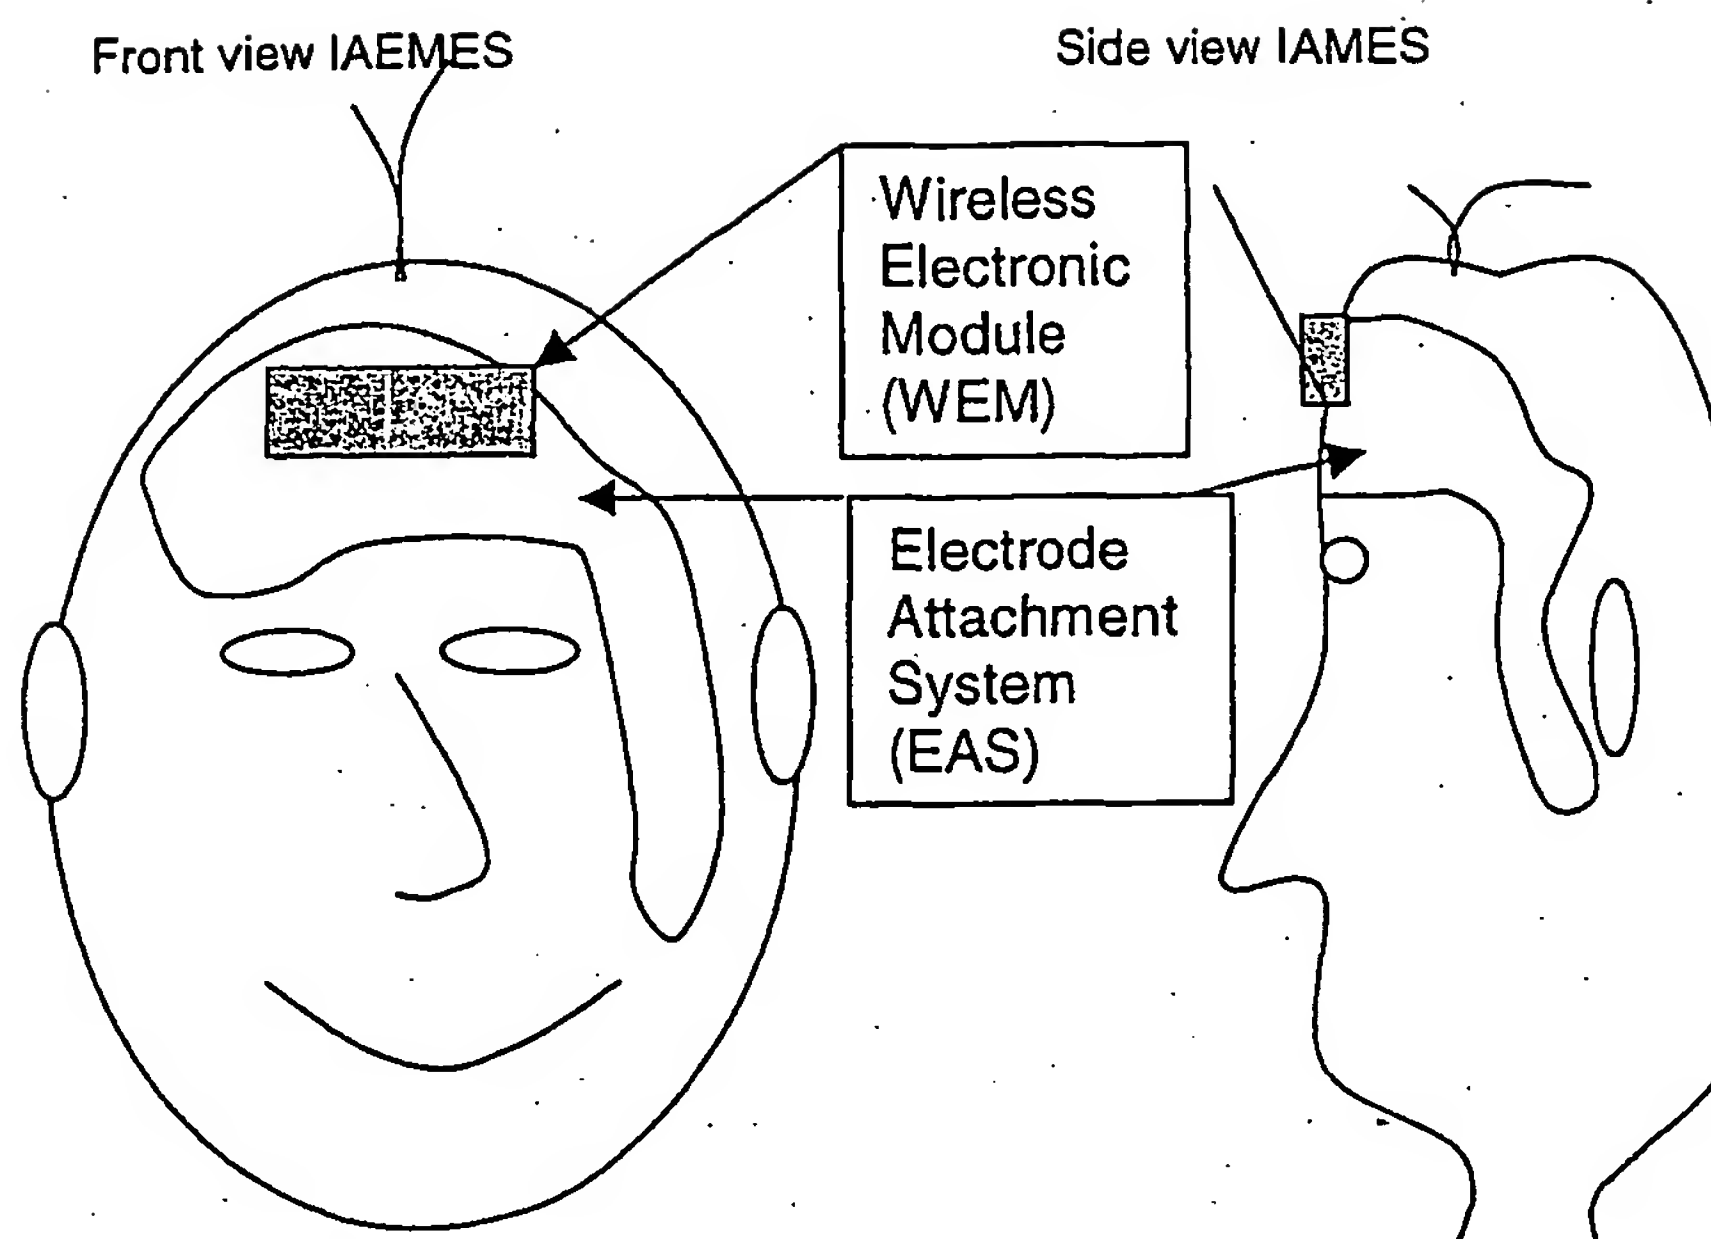 Front view IAEMES
Side view IAMES
Wireless
Electronic
Module
(WEM)
Electrode
Attachment
System
(EAS)